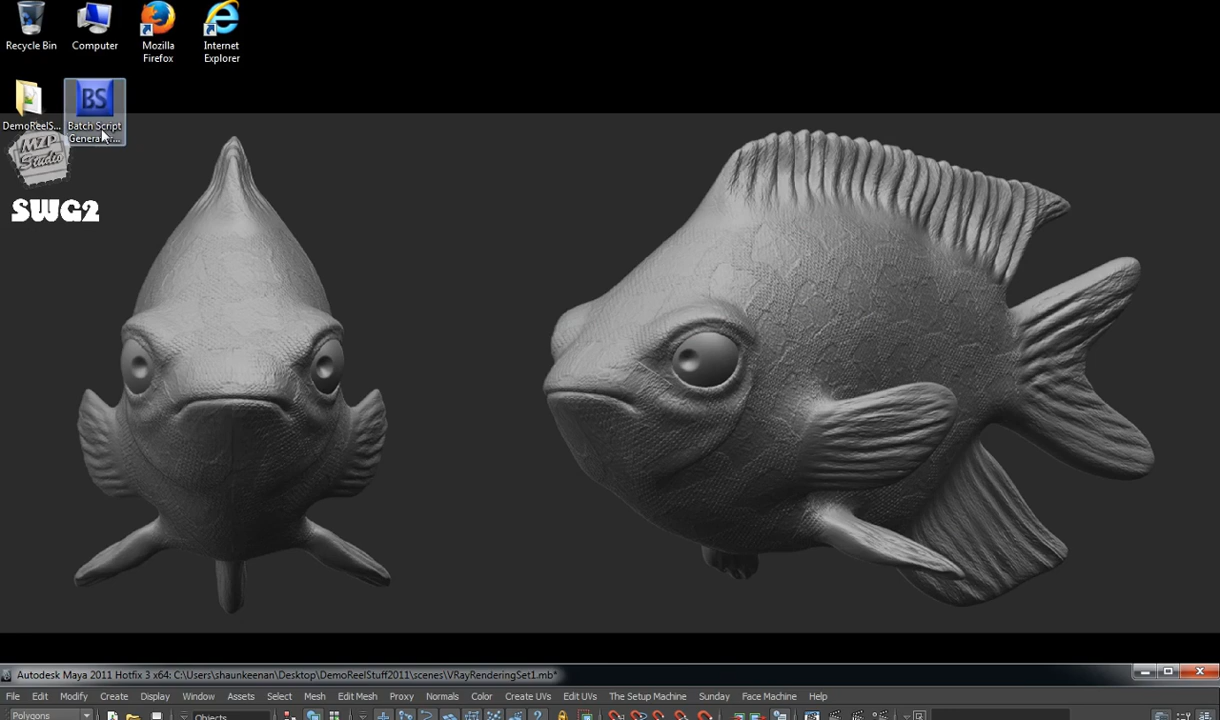 Recycle Bin
Computer
Mozilla
Firefox
Internet
Explorer
DemoReelS...
BS
Batch Script
MZP
Studio
SWG2
Autodesk Maya 2011 Hotfix 3 x64: C:\Users\shaunkeenan\Desktop\DemoReelStuff2011\scenes\VRayRenderingSet1.mb*
File Edit Modify Create Display Window Assets Select Mesh Edit Mesh Proxy Normals Color Create UVs Edit UVs The Setup Machine Sunday Face Machine Help
Polygons Objects